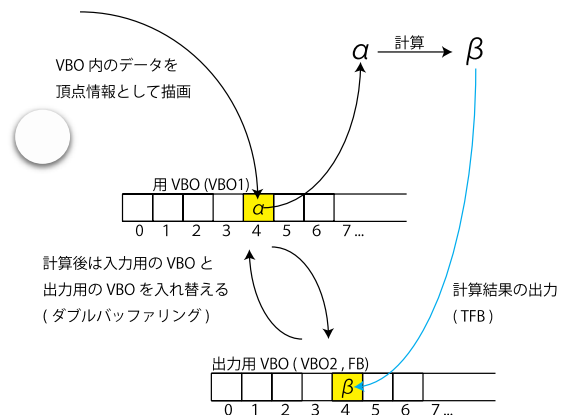 α 計算 β
VBO 内のデータを
頂点情報として描画
用 VBO (VBO1)
α
0 1 2 3 4 5 6 7 ...
計算後は入力用の VBO と
出力用の VBO を入れ替える
( ダブルバッファリング )
計算結果の出力
( TFB )
出力用 VBO ( VBO2 , FB)
β
0 1 2 3 4 5 6 7 ...